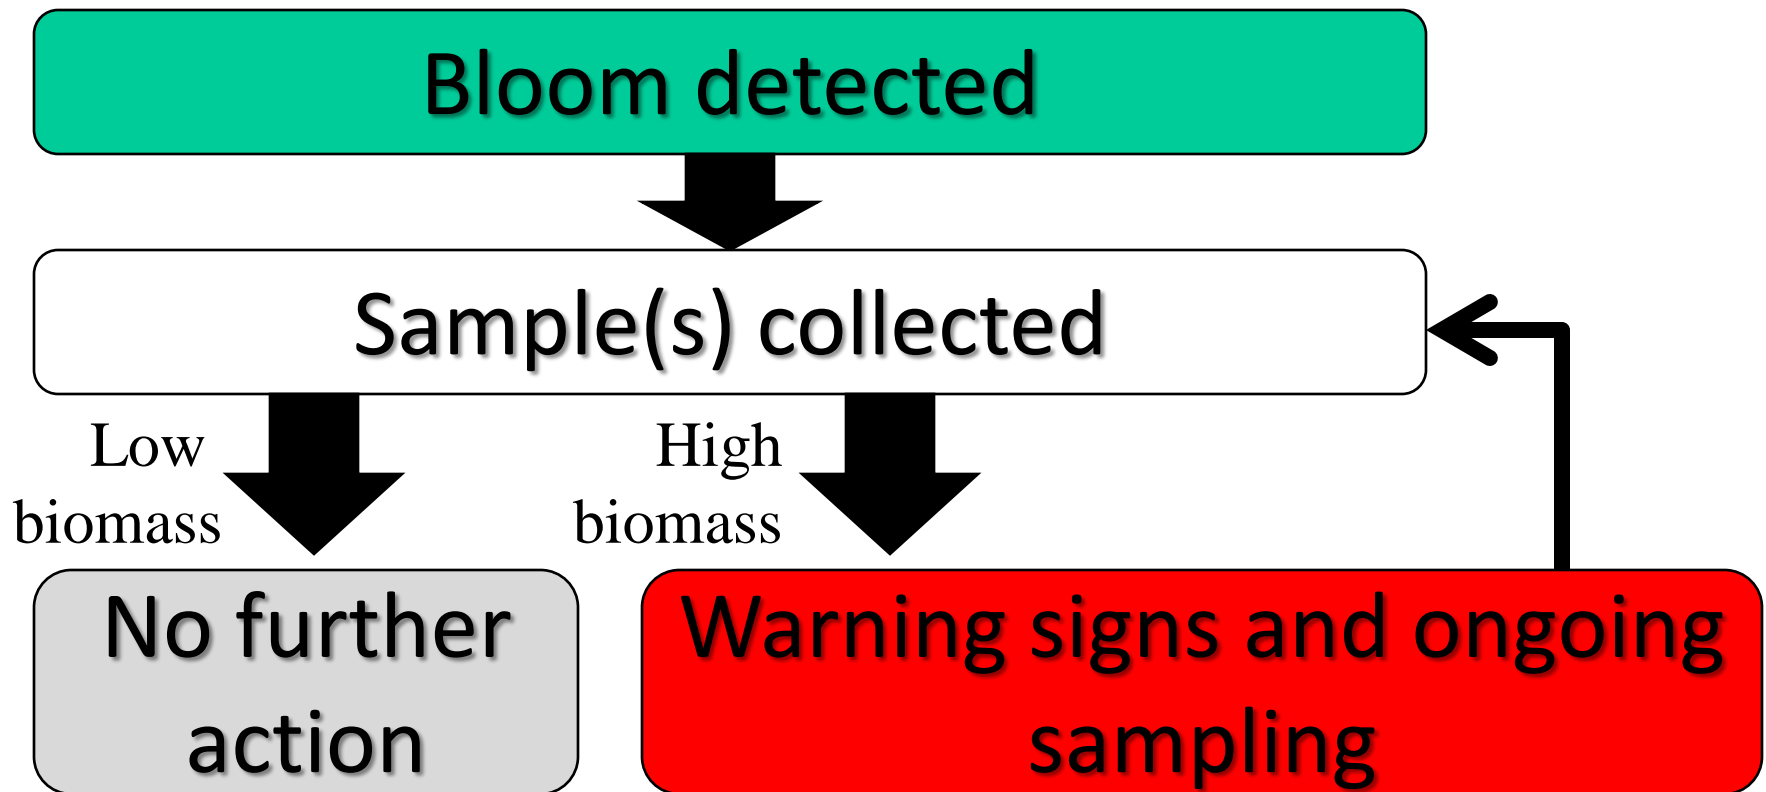 Bloom detected
Sample(s) collected
Low
biomass
High
biomass
No further
action
Warning signs and ongoing
sampling